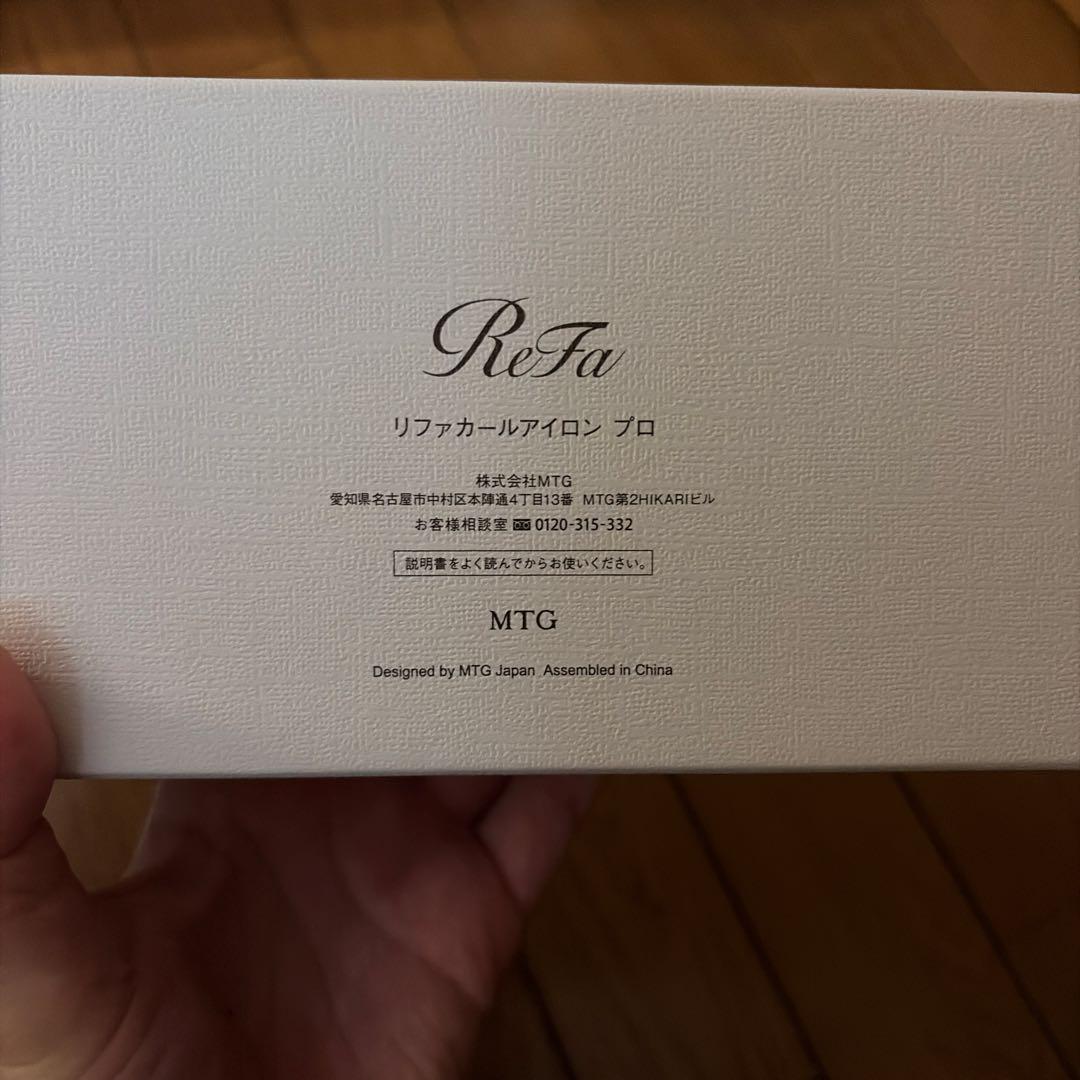 ReFa
リファカールアイロン プロ
株式会社MTG
愛知県名古屋市中村区本陣通4丁目13番 MTG第2HIKARIビル
お客様相談室 0120-315-332
説明書をよく読んでからお使いください。
MTG
Designed by MTG Japan Assembled in China